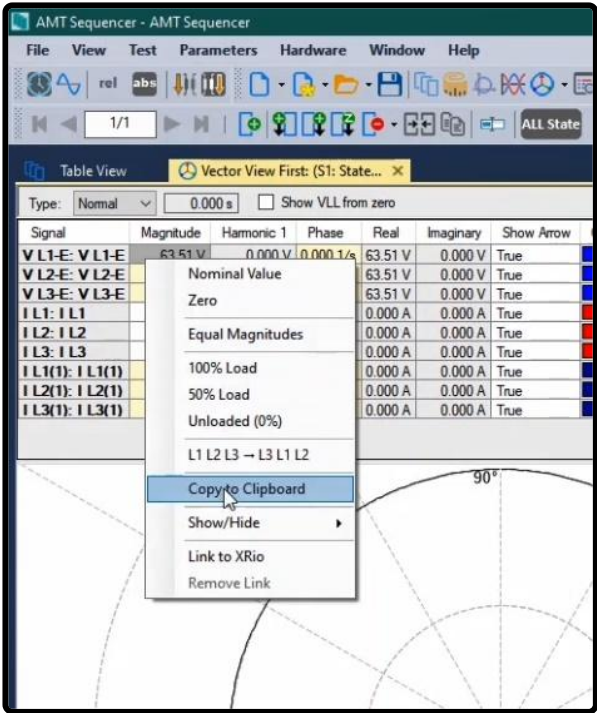 AMT Sequencer - AMT Sequencer
File View Test Parameters Hardware Window Help
rel abs
1/1 ALL State
Table View Vector View First: (S1: State...
Type: Normal 0.000 s Show VLL from zero
Signal Magnitude Harmonic 1 Phase Real Imaginary Show Arrow
V L1-E: V L1-E 63.51 V 0.000 V 0.000 1/s 63.51 V 0.000 V True
V L2-E: V L2-E 63.51 V 0.000 V True
V L3-E: V L3-E 63.51 V 0.000 V True
I L1: I L1 0.000 A 0.000 A True
I L2: I L2 0.000 A 0.000 A True
I L3: I L3 0.000 A 0.000 A True
I L1(1): I L1(1) 0.000 A 0.000 A True
I L2(1): I L2(1) 0.000 A 0.000 A True
I L3(1): I L3(1) 0.000 A 0.000 A True
Nominal Value
Zero
Equal Magnitudes
100% Load
50% Load
Unloaded (0%)
L1 L2 L3 → L3 L1 L2
Copy to Clipboard
Show/Hide
Link to XRio
Remove Link
90°